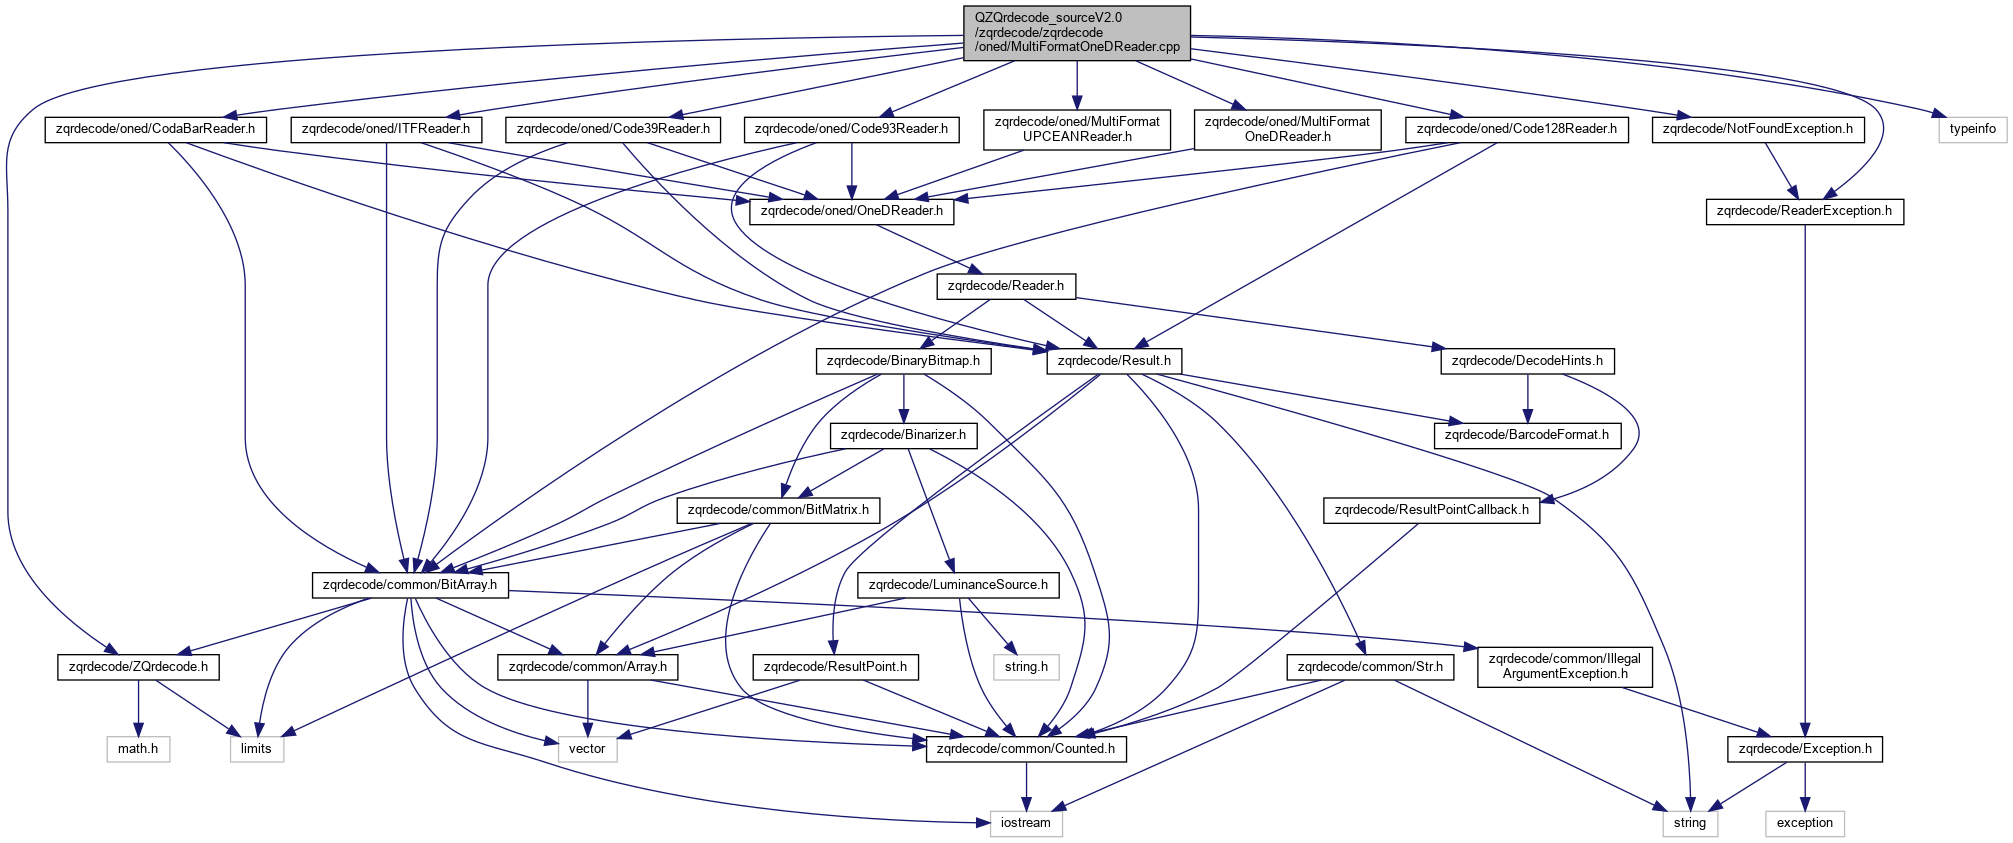 QZQrdecode_sourceV2.0
/zqrdecode/zqrdecode
/oned/MultiFormatOneDReader.cpp
zqrdecode/oned/CodaBarReader.h
zqrdecode/oned/ITFReader.h
zqrdecode/oned/Code39Reader.h
zqrdecode/oned/Code93Reader.h
zqrdecode/oned/MultiFormat
UPCEANReader.h
zqrdecode/oned/MultiFormat
OneDReader.h
zqrdecode/oned/Code128Reader.h
zqrdecode/NotFoundException.h
typeinfo
zqrdecode/oned/OneDReader.h
zqrdecode/ReaderException.h
zqrdecode/Reader.h
zqrdecode/BinaryBitmap.h
zqrdecode/Result.h
zqrdecode/DecodeHints.h
zqrdecode/Binarizer.h
zqrdecode/BarcodeFormat.h
zqrdecode/common/BitMatrix.h
zqrdecode/ResultPointCallback.h
zqrdecode/common/BitArray.h
zqrdecode/LuminanceSource.h
zqrdecode/ZQrdecode.h
zqrdecode/common/Array.h
zqrdecode/ResultPoint.h
string.h
zqrdecode/common/Str.h
zqrdecode/common/Illegal
ArgumentException.h
math.h
limits
vector
zqrdecode/common/Counted.h
zqrdecode/Exception.h
iostream
string
exception